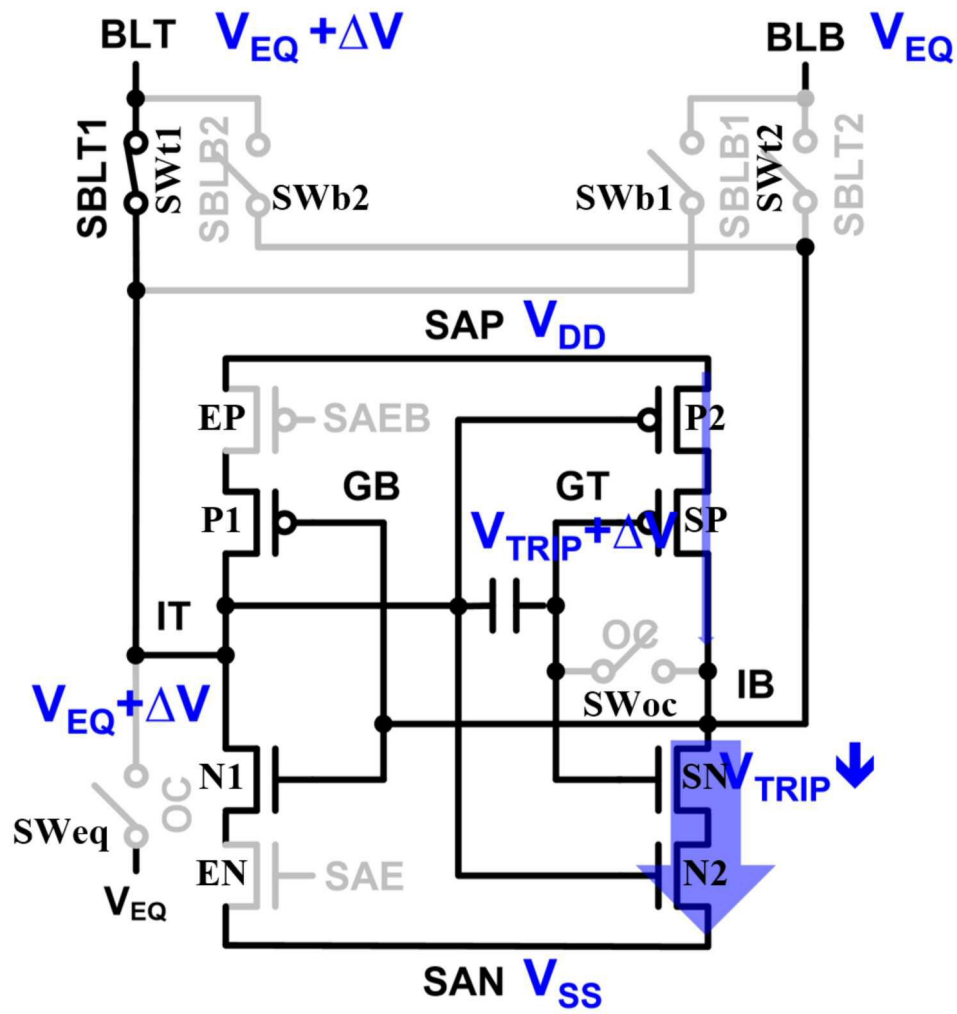 BLT V_EQ +ΔV
BLB V_EQ
SBLT1
SWt1
SBLB2
SWb2
SWb1
SBLB1
SWt2
SBLT2
SAP V_DD
EP
SAEB
P2
P1
GB
GT
SP
V_TRIP+ΔV
IT
OC
IB
V_EQ+ΔV
SWoc
N1
SN
V_TRIP ↓
OC
SWeq
EN
SAE
N2
V_EQ
SAN V_SS